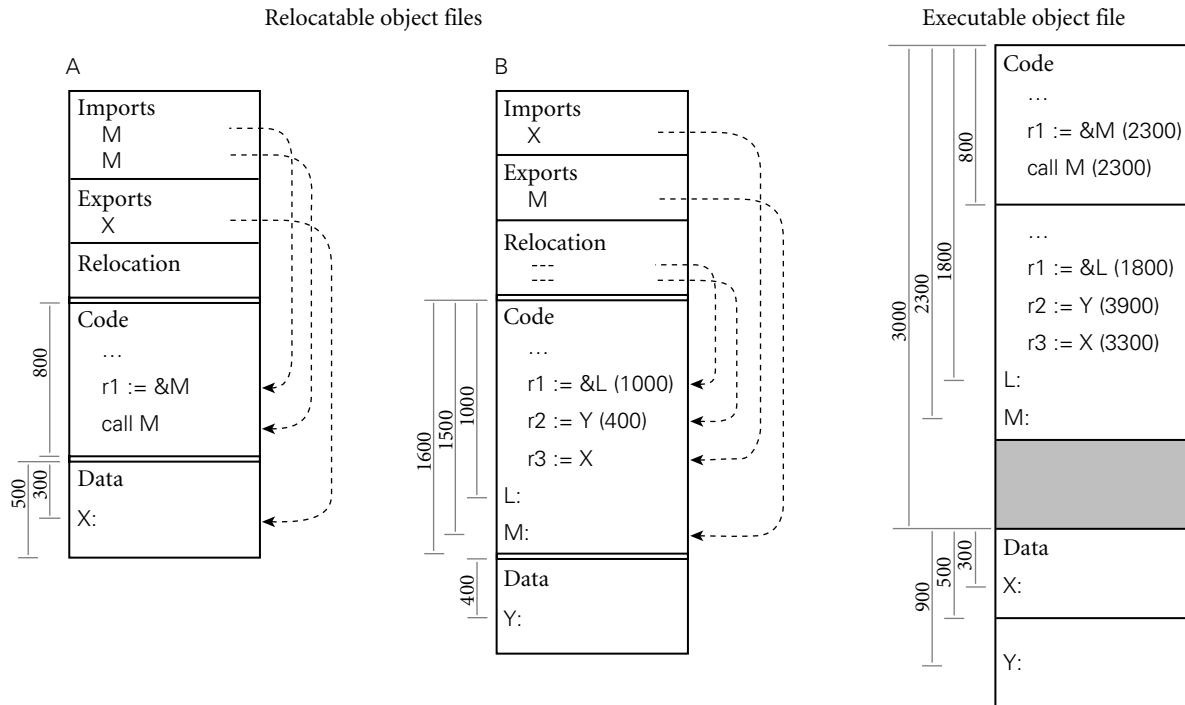 Relocatable object files
Executable object file
A
Imports
M
M
Exports
X
Relocation
800
Code
...
r1 := &M
call M
500
300
Data
X:
B
Imports
X
Exports
M
Relocation
---
---
1600
1500
1000
Code
...
r1 := &L (1000)
r2 := Y (400)
r3 := X
L:
M:
400
Data
Y:
3000
2300
1800
800
Code
...
r1 := &M (2300)
call M (2300)
...
r1 := &L (1800)
r2 := Y (3900)
r3 := X (3300)
L:
M:
900
500
300
Data
X:
Y: